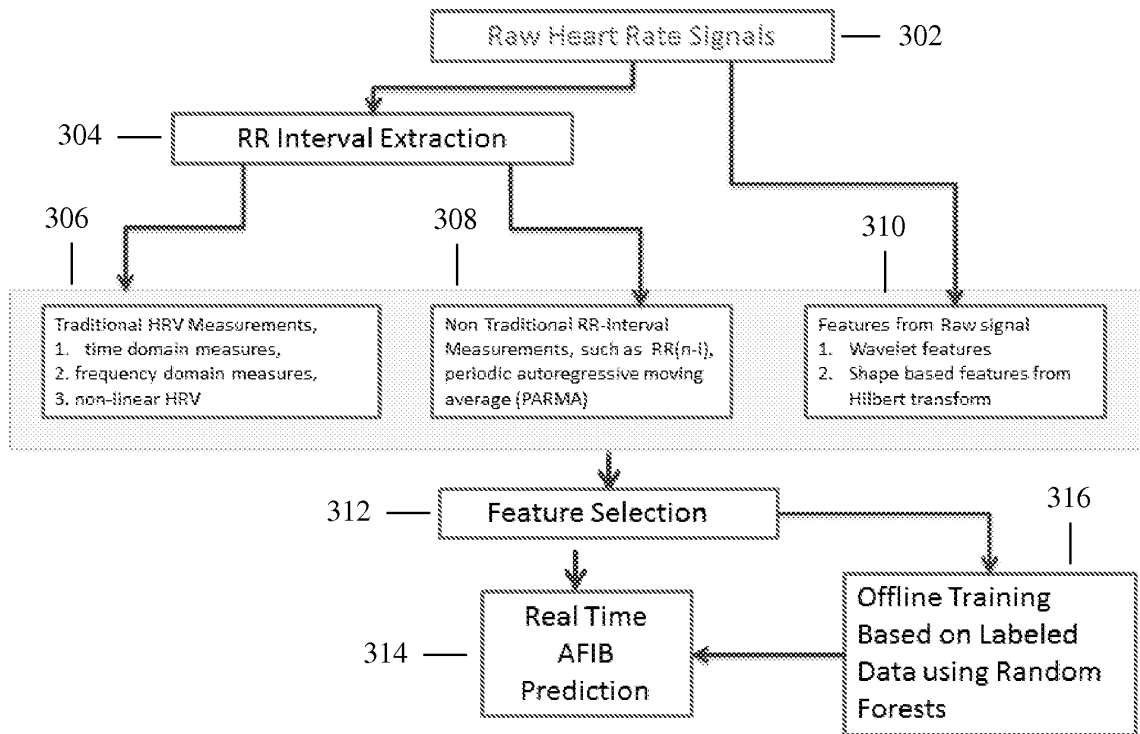 Raw Heart Rate Signals
302
304
RR Interval Extraction
306
308
310
Traditional HRV Measurements,
1. time domain measures,
2. frequency domain measures,
3. non-linear HRV
Non Traditional RR-Interval
Measurements, such as RR(n-i),
periodic autoregressive moving
average (PARMA)
Features from Raw signal
1. Wavelet features
2. Shape based features from
Hilbert transform
312
Feature Selection
316
314
Real Time
AFIB
Prediction
Offline Training
Based on Labeled
Data using Random
Forests